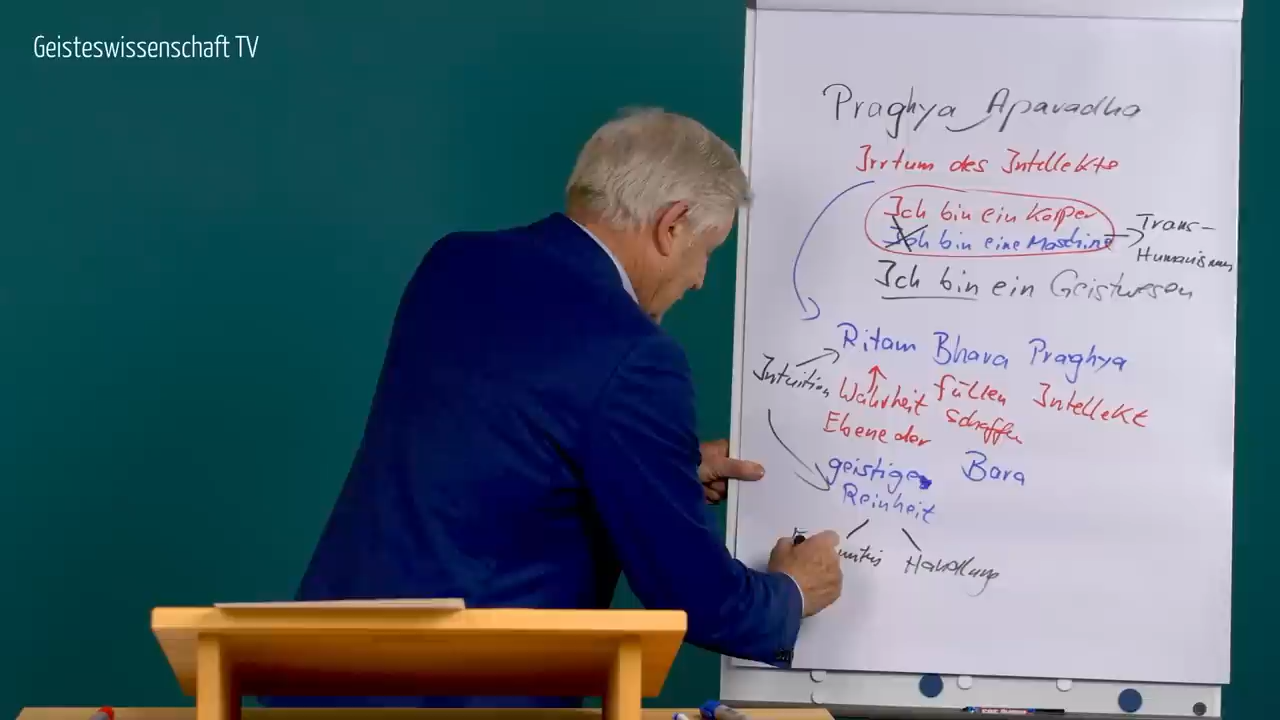 Geisteswissenschaft TV
Praghya Aparadha
Irrtum des Intellekts
Ich bin ein Körper
Ich bin eine Maschine
Trans-
Humanismus
Ich bin ein Geistwesen
Ritam Bhara Praghya
Intuition
Wahrheit füllen Intellekt
schaffen
Ebene der
geistigen Bara
Reinheit
Handlung